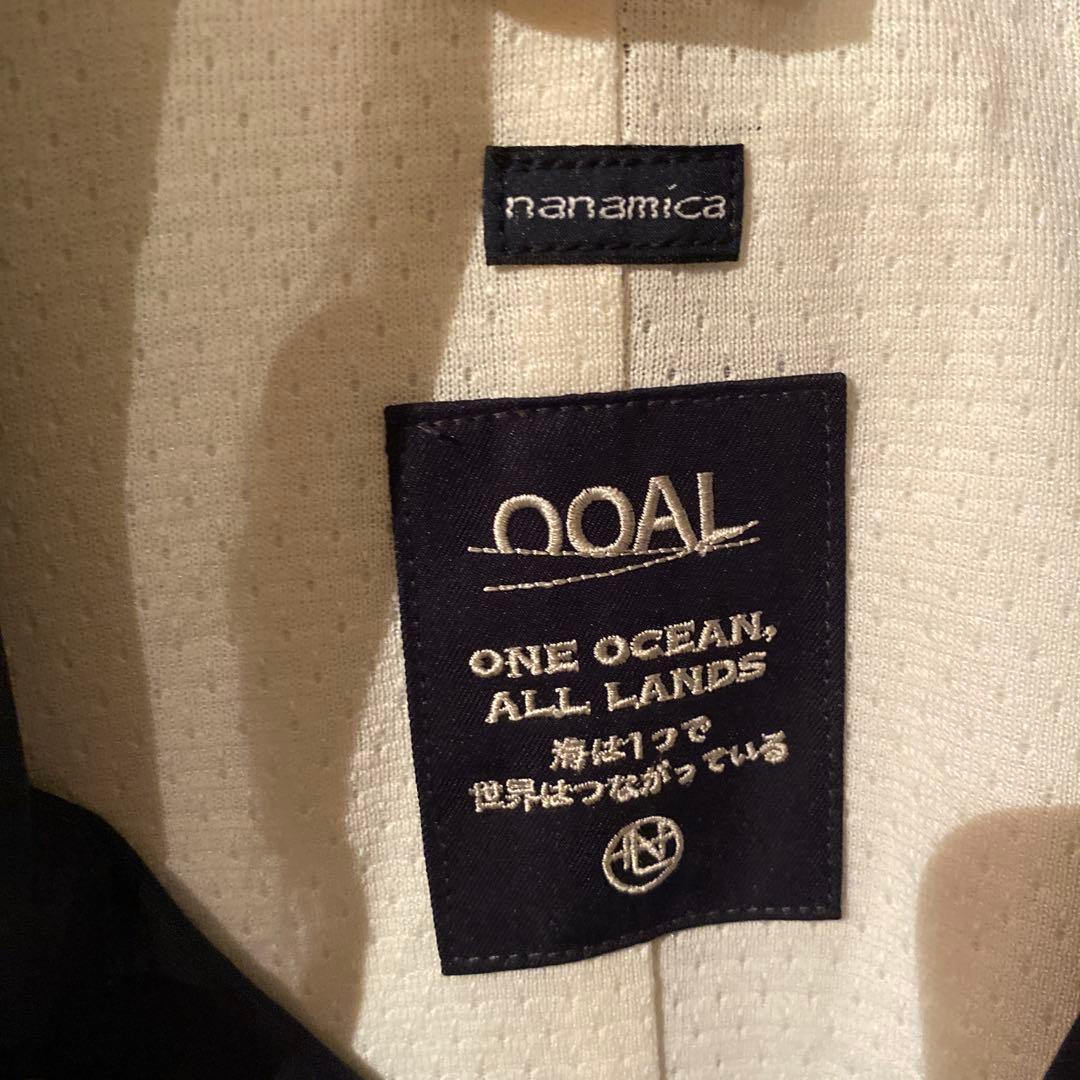 nanamica
OOAL
ONE OCEAN,
ALL LANDS
海は1つで
世界はつながっている